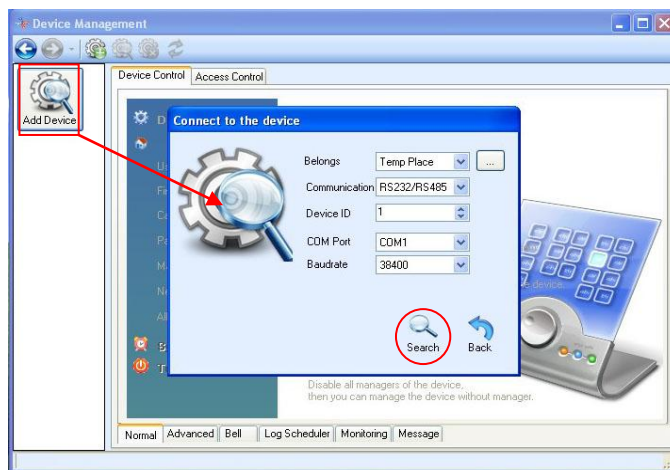 Device Management
Device Control Access Control
Add Device
Connect to the device
Belongs Temp Place ...
Communication RS232/RS485
Device ID 1
COM Port COM1
Baudrate 38400
Search Back
Disable all managers of the device,
then you can manage the device without manager.
Normal Advanced Bell Log Scheduler Monitoring Message